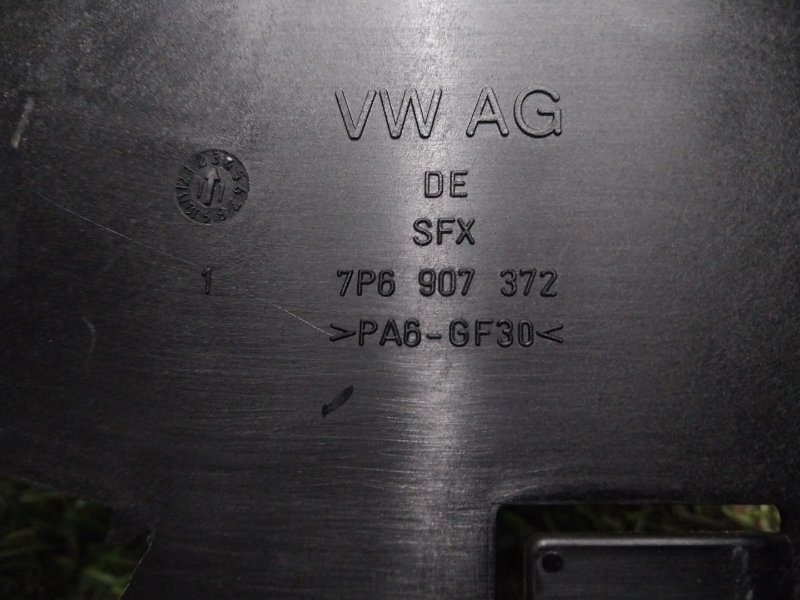 VW AG
DE
SFX
1 7P6 907 372
>PA6-GF30<